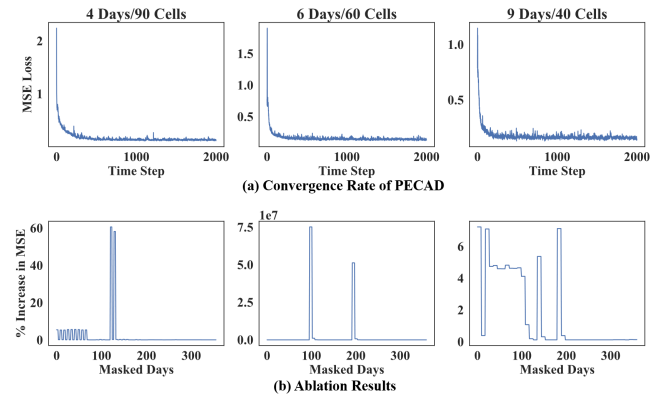 4 Days/90 Cells
6 Days/60 Cells
9 Days/40 Cells
MSE Loss
2
1
0
1000
2000
Time Step
1.5
1.0
0.5
0
1000
2000
Time Step
1.0
0.5
0
1000
2000
Time Step
(a) Convergence Rate of PECAD
% Increase in MSE
60
40
20
0
0
100
200
300
Masked Days
1e7
7.5
5.0
2.5
0.0
0
100
200
300
Masked Days
6
4
2
0
0
100
200
300
Masked Days
(b) Ablation Results